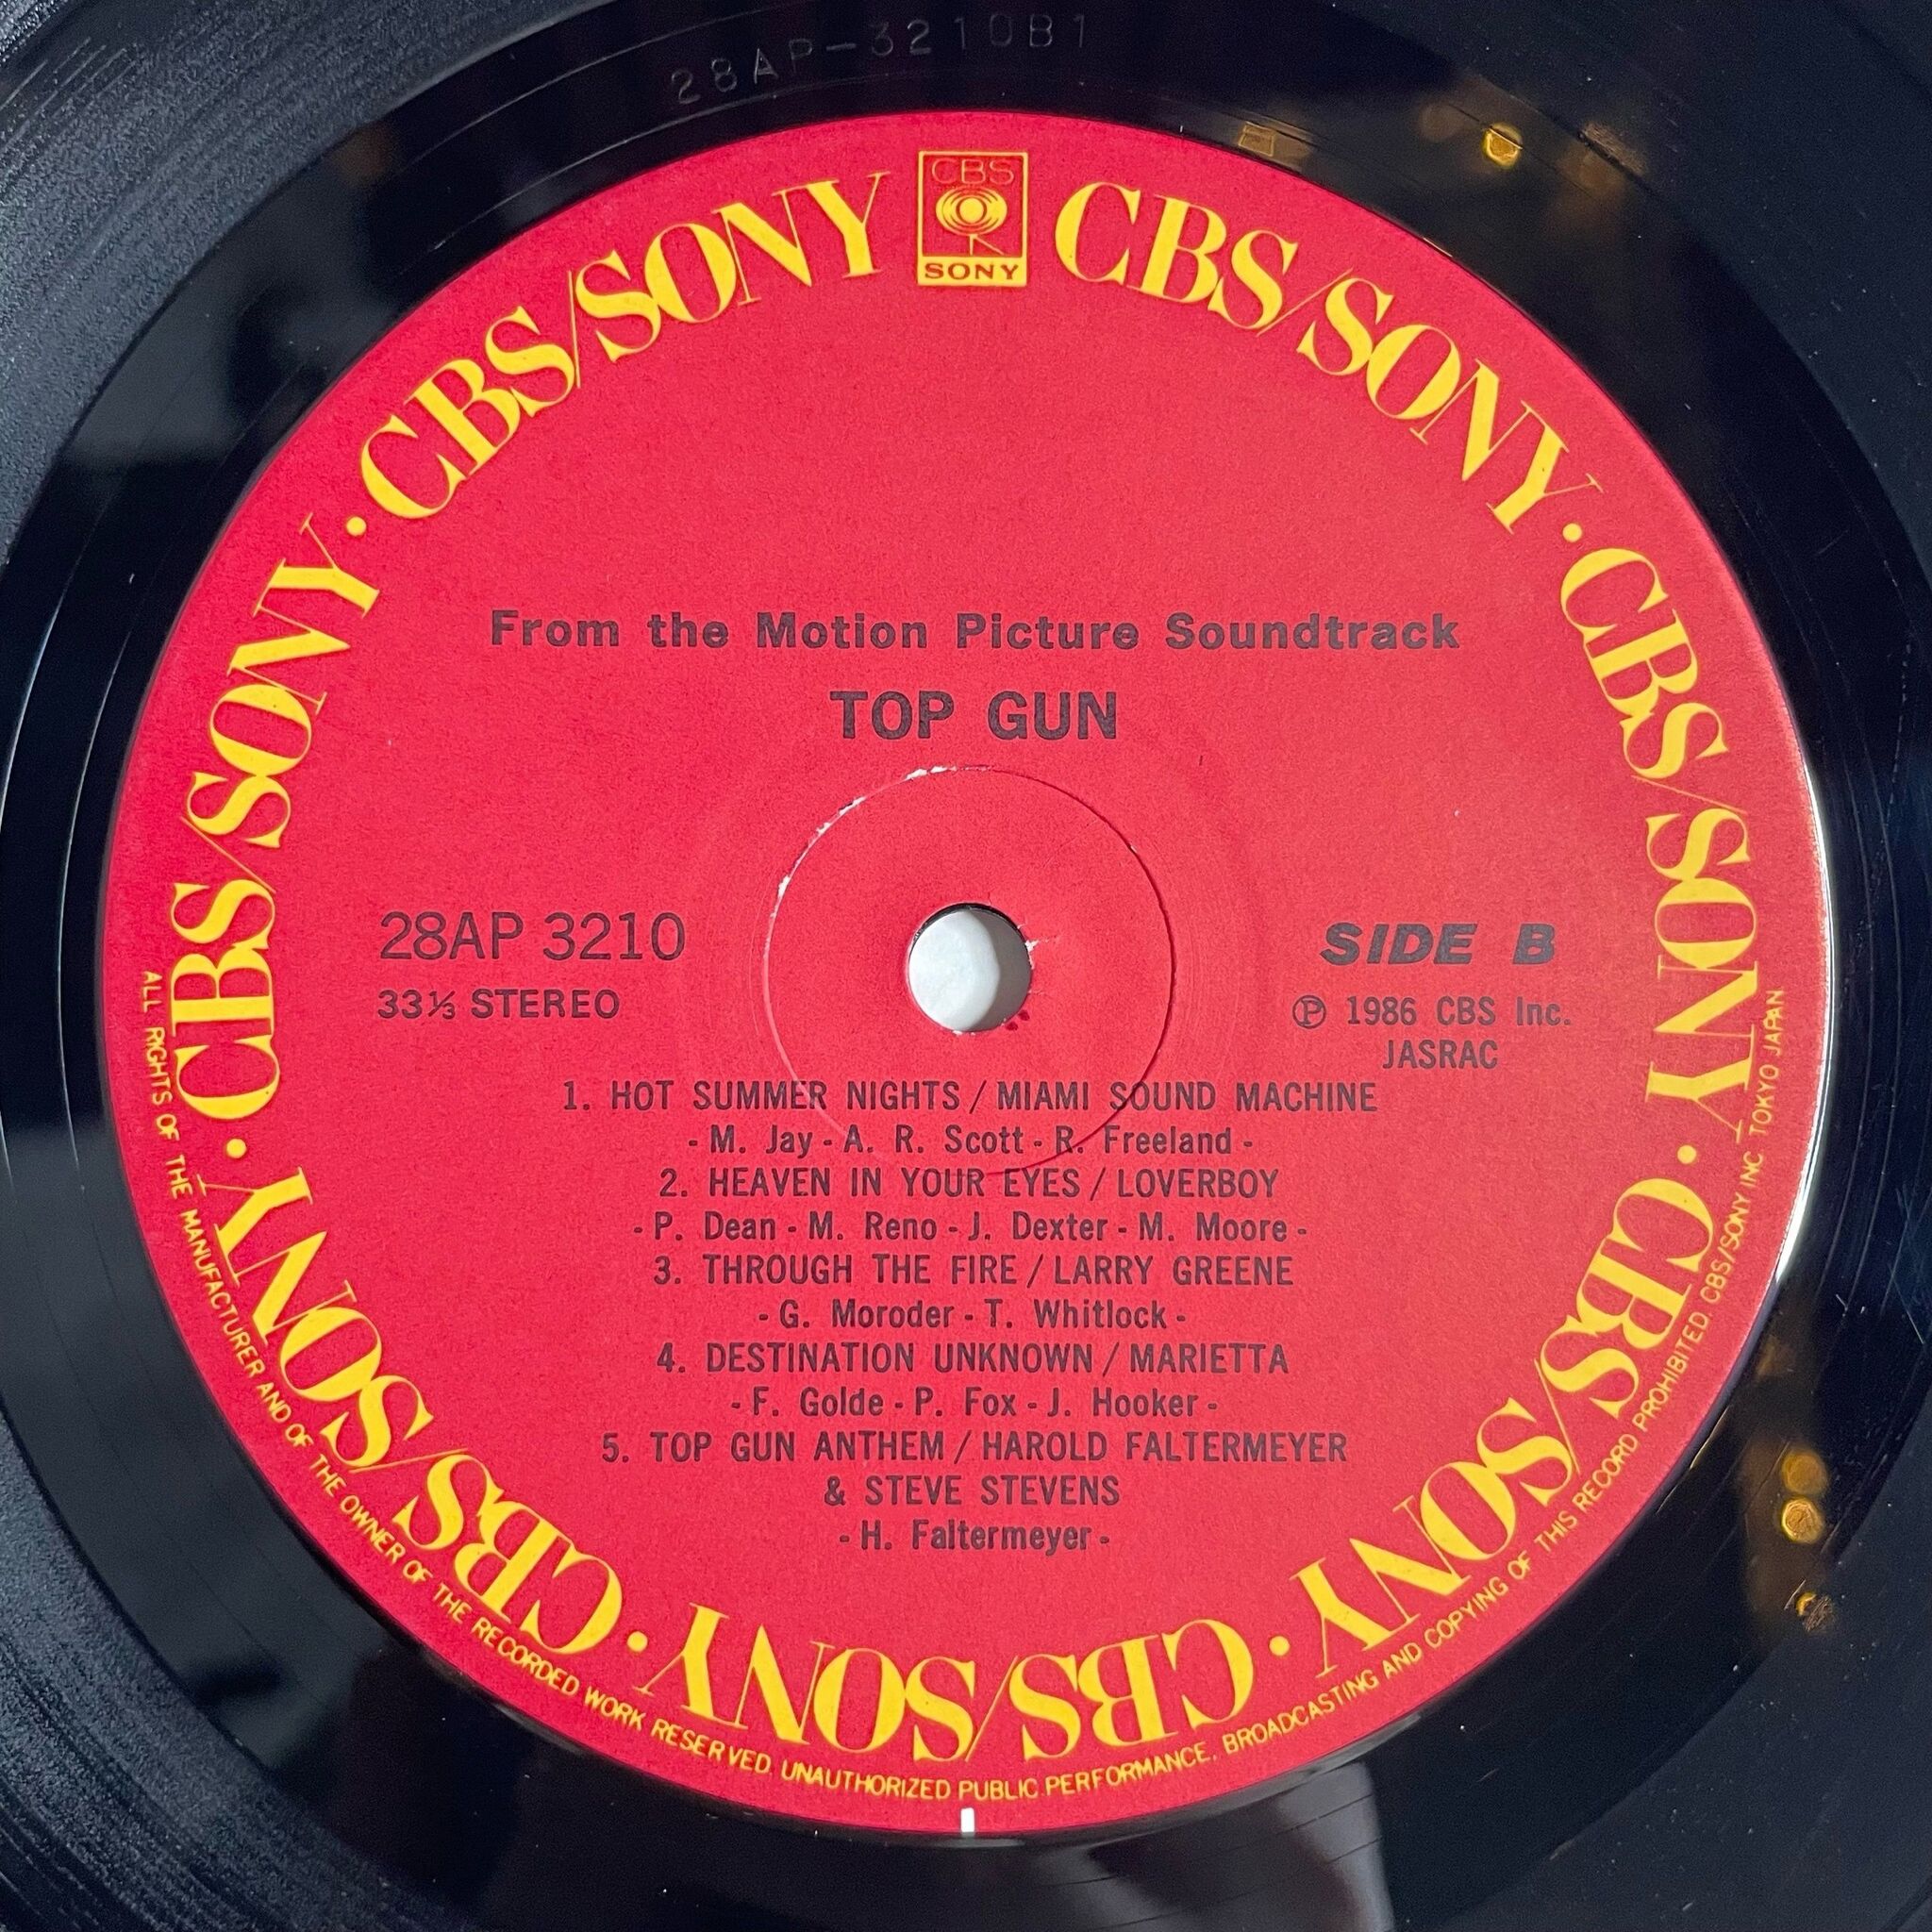 28AP-3210B1
CBS
SONY
CBS/SONY · CBS/SONY · CBS/SONY · CBS/SONY · CBS/SONY · CBS/SONY · CBS/SONY · CBS/SONY
From the Motion Picture Soundtrack
TOP GUN
28AP 3210
33⅓ STEREO
SIDE B
℗ 1986 CBS Inc.
JASRAC
1. HOT SUMMER NIGHTS / MIAMI SOUND MACHINE
- M. Jay - A. R. Scott - R. Freeland -
2. HEAVEN IN YOUR EYES / LOVERBOY
- P. Dean - M. Reno - J. Dexter - M. Moore -
3. THROUGH THE FIRE / LARRY GREENE
- G. Moroder - T. Whitlock -
4. DESTINATION UNKNOWN / MARIETTA
- F. Golde - P. Fox - J. Hooker -
5. TOP GUN ANTHEM / HAROLD FALTERMEYER
& STEVE STEVENS
- H. Faltermeyer -
ALL RIGHTS OF THE MANUFACTURER AND OF THE OWNER OF THE RECORDED WORK RESERVED. UNAUTHORIZED PUBLIC PERFORMANCE, BROADCASTING AND COPYING OF THIS RECORD PROHIBITED. CBS/SONY INC. TOKYO JAPAN